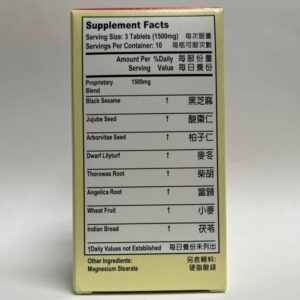 Supplement Facts
Serving Size: 3 Tablets (1500mg) 每次服量
Servings Per Container: 10 每瓶可服次數
Amount Per %Daily 每服份量
Serving Value 每日養份
Proprietary 1500mg
Blend
Black Sesame † 黑芝麻
Jujube Seed † 酸棗仁
Arborvitae Seed † 柏子仁
Dwarf Lilyturf † 麥冬
Thorowax Root † 柴胡
Angelica Root † 當歸
Wheat Fruit † 小麥
Indian Bread † 茯苓
†Daily Values not Established 每日養份未列出
Other Ingredients: 另含輔料:
Magnesium Stearate 硬脂酸鎂